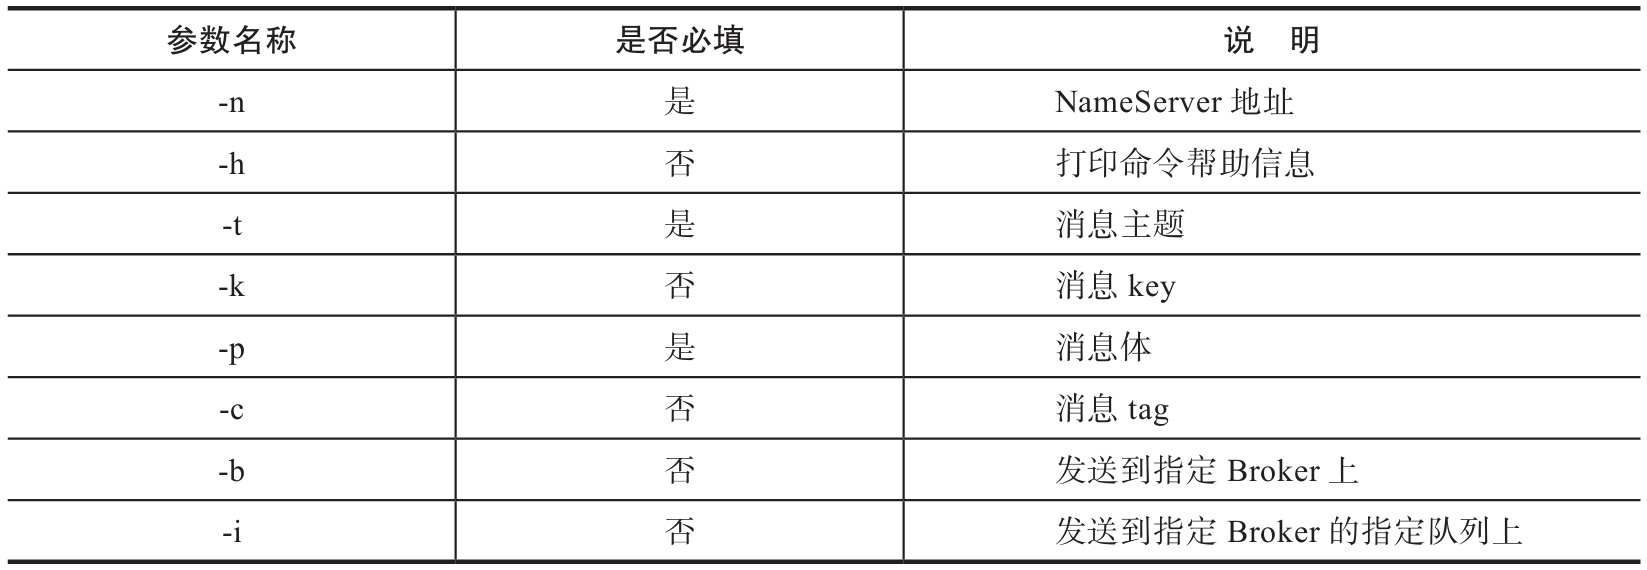 参数名称 是否必填 说 明
-n 是 NameServer 地址
-h 否 打印命令帮助信息
-t 是 消息主题
-k 否 消息 key
-p 是 消息体
-c 否 消息 tag
-b 否 发送到指定 Broker 上
-i 否 发送到指定 Broker 的指定队列上